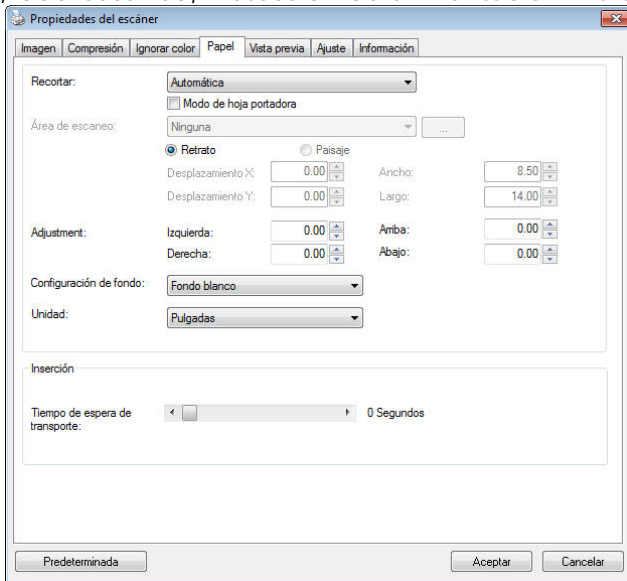 Propiedades del escáner
Imagen Compresión Ignorar color Papel Vista previa Ajuste Información
Recortar: Automática
Modo de hoja portadora
Área de escaneo: Ninguna ...
Retrato Paisaje
Desplazamiento X: 0.00 Ancho: 8.50
Desplazamiento Y: 0.00 Largo: 14.00
Adjustment: Izquierda: 0.00 Arriba: 0.00
Derecha: 0.00 Abajo: 0.00
Configuración de fondo: Fondo blanco
Unidad: Pulgadas
Inserción
Tiempo de espera de transporte: 0 Segundos
Predeterminada Aceptar Cancelar